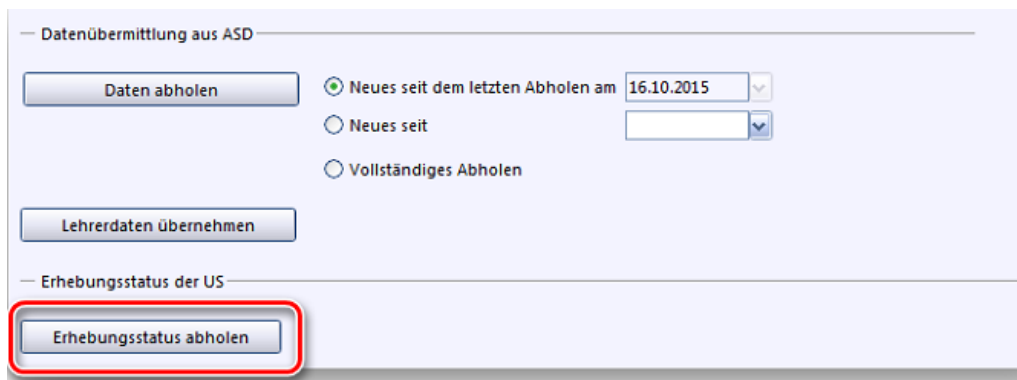 Datenübermittlung aus ASD
Daten abholen
Neues seit dem letzten Abholen am 16.10.2015
Neues seit
Vollständiges Abholen
Lehrerdaten übernehmen
Erhebungsstatus der US
Erhebungsstatus abholen